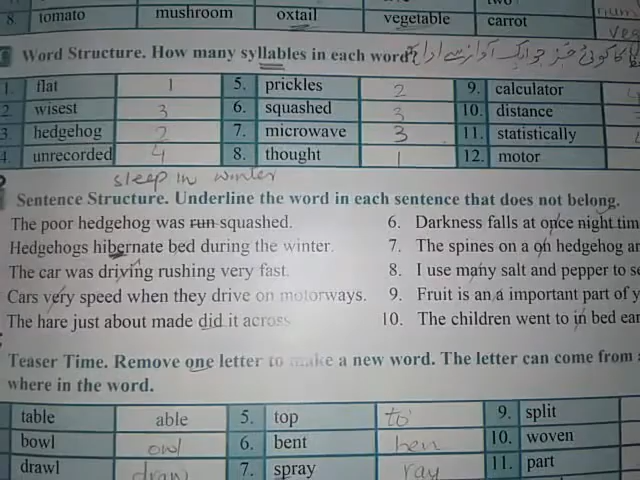 8 tomato mushroom oxtail vegetable carrot
Word Structure. How many syllables in each word?
1. flat 1 5. prickles 2 9. calculator
2 wisest 3 6. squashed 3 10. distance
3 hedgehog 2 7. microwave 3 11. statistically
4. unrecorded 4 8. thought 1 12. motor
sleep in winter
Sentence Structure. Underline the word in each sentence that does not belong.
The poor hedgehog was run squashed. 6. Darkness falls at once night tim
Hedgehogs hibernate bed during the winter. 7. The spines on a on hedgehog ar
The car was driving rushing very fast. 8. I use many salt and pepper to se
Cars very speed when they drive on motorways. 9. Fruit is an a important part of y
The hare just about made did it across 10. The children went to in bed ear
Teaser Time. Remove one letter to make a new word. The letter can come from
where in the word.
table able 5. top to 9. split
bowl owl 6. bent hen 10. woven
drawl draw 7. spray ray 11. part